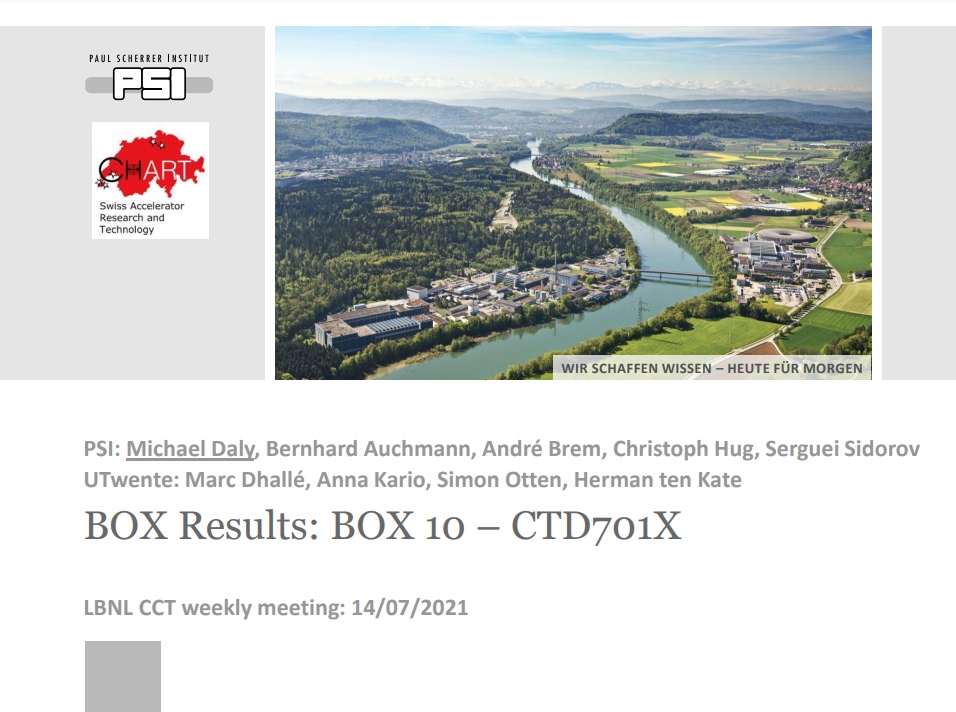 PAUL SCHERRER INSTITUT
PSI
CHART
Swiss Accelerator
Research and
Technology
WIR SCHAFFEN WISSEN – HEUTE FÜR MORGEN
PSI: Michael Daly, Bernhard Auchmann, André Brem, Christoph Hug, Serguei Sidorov
UTwente: Marc Dhallé, Anna Kario, Simon Otten, Herman ten Kate
BOX Results: BOX 10 – CTD701X
LBNL CCT weekly meeting: 14/07/2021